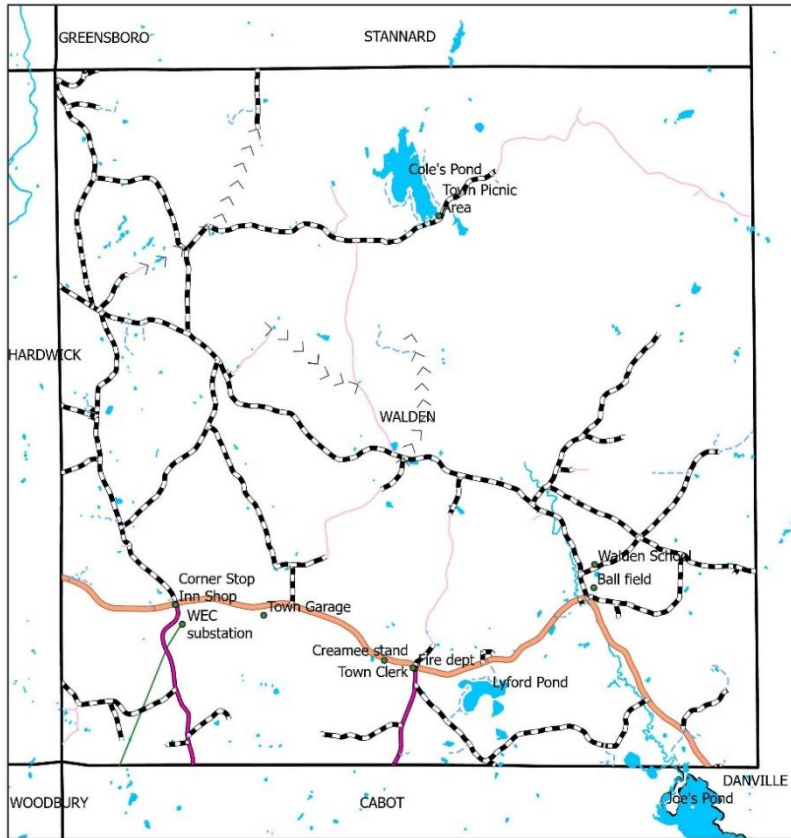 GREENSBORO
STANNARD
Cole's Pond
Town Picnic
Area
HARDWICK
WALDEN
Walden School
Ball field
Corner Stop
Inn Shop
Town Garage
WEC
substation
Creamee stand
Town Clerk
Fire dept
Lyford Pond
DANVILLE
WOODBURY
CABOT
Joe's Pond